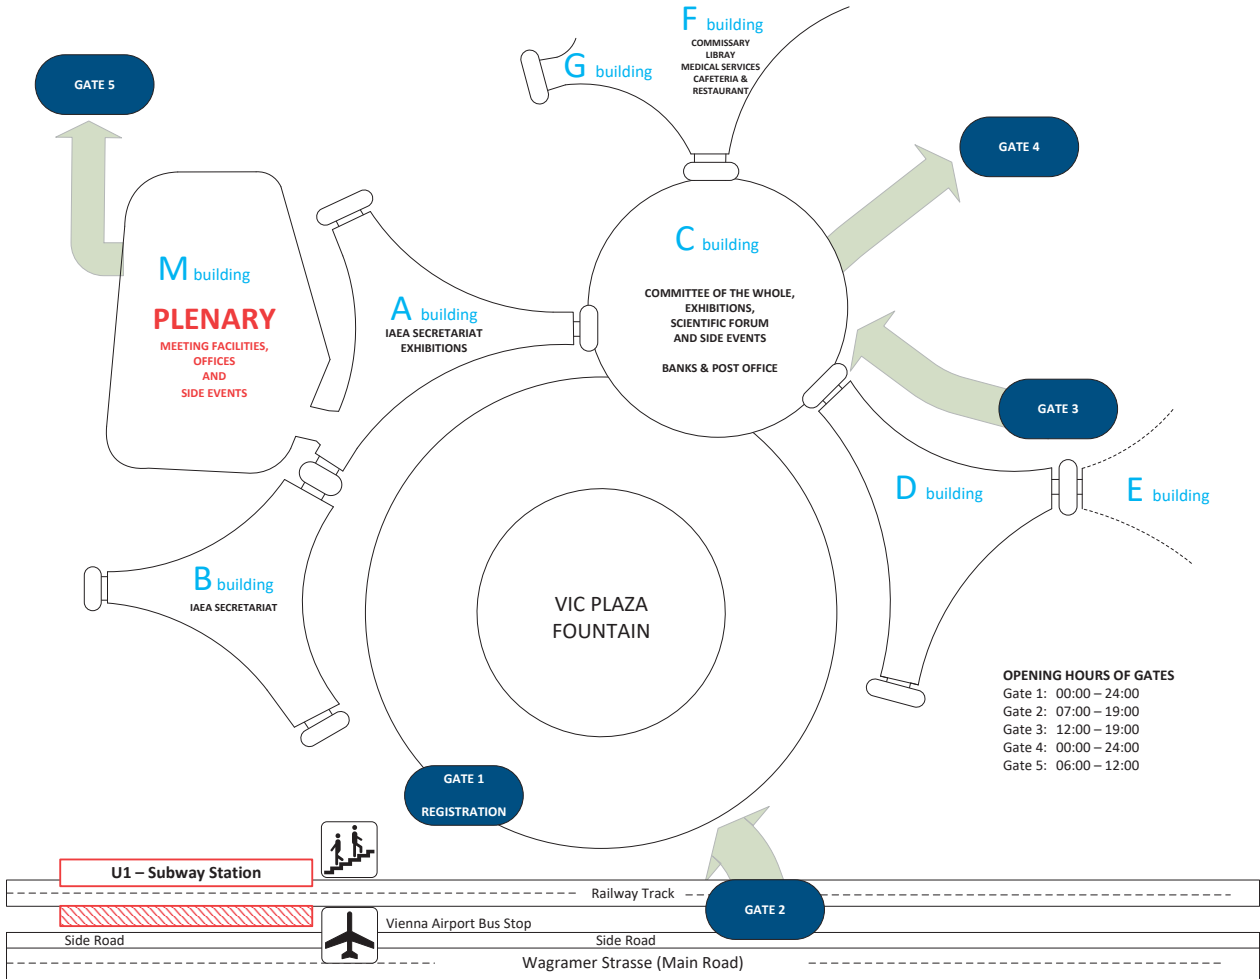 F building
COMMISSARY
LIBRAY
MEDICAL SERVICES
CAFETERIA &
RESTAURANT
G building
GATE 5
GATE 4
C building
COMMITTEE OF THE WHOLE,
EXHIBITIONS,
SCIENTIFIC FORUM
AND SIDE EVENTS
BANKS & POST OFFICE
M building
PLENARY
MEETING FACILITIES,
OFFICES
AND
SIDE EVENTS
A building
IAEA SECRETARIAT
EXHIBITIONS
GATE 3
D building
E building
B building
IAEA SECRETARIAT
VIC PLAZA
FOUNTAIN
OPENING HOURS OF GATES
Gate 1: 00:00 – 24:00
Gate 2: 07:00 – 19:00
Gate 3: 12:00 – 19:00
Gate 4: 00:00 – 24:00
Gate 5: 06:00 – 12:00
GATE 1
REGISTRATION
U1 – Subway Station
Railway Track
GATE 2
Vienna Airport Bus Stop
Side Road
Side Road
Wagramer Strasse (Main Road)